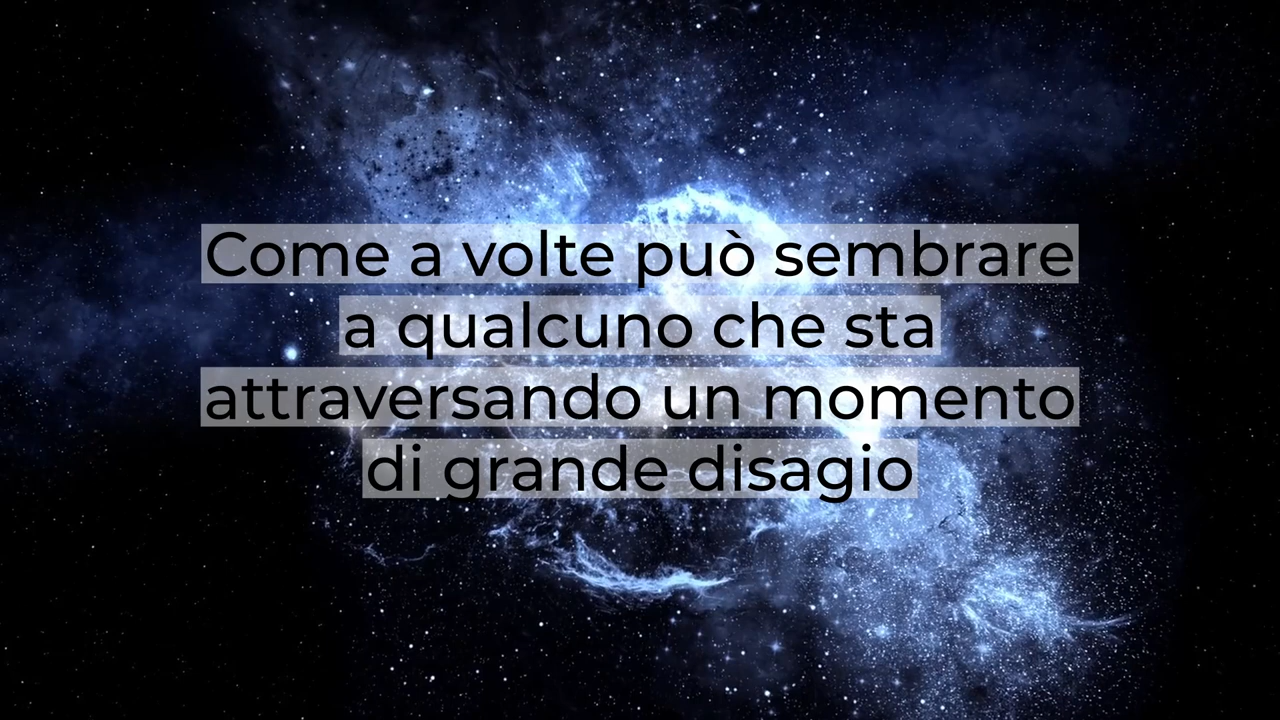 Come a volte può sembrare
a qualcuno che sta
attraversando un momento
di grande disagio